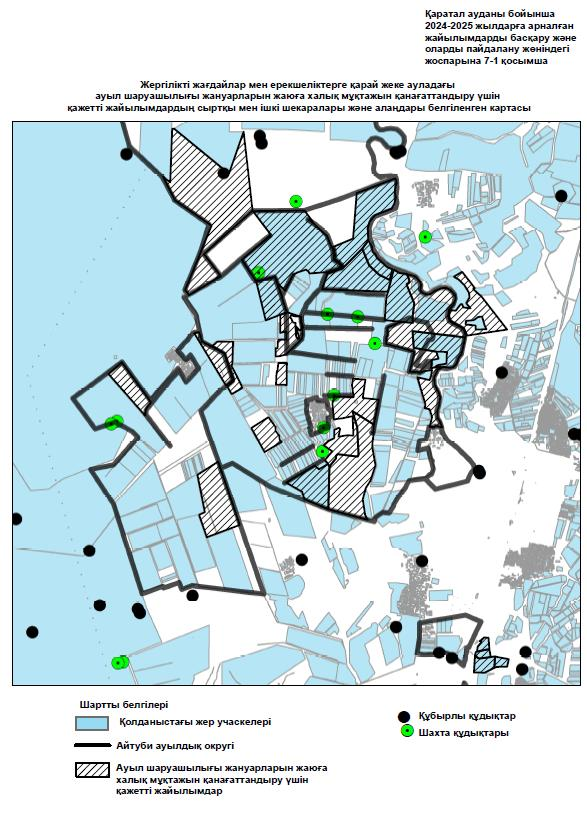 Қаратал ауданы бойынша
2024-2025 жылдарға арналған
жайылымдарды басқару және
оларды пайдалану жөніндегі
жоспарына 7-1 қосымша
Жергілікті жағдайлар мен ерекшеліктерге қарай жеке ауладағы
ауыл шаруашылығы жануарларын жаюға халық мұктажын қанағаттандыру үшін
қажетті жайылымдардың сыртқы мен ішкі шекаралары және алаңдары белгіленген картасы
Шартты белгілері
Қолданыстағы жер учаскелері
Айтуби ауылдық округі
Ауыл шаруашылығы жануарларын жаюға
халық мұқтажын қанағаттандыру үшін
қажетті жайылымдар
Құбырлы құдықтар
Шахта құдықтары